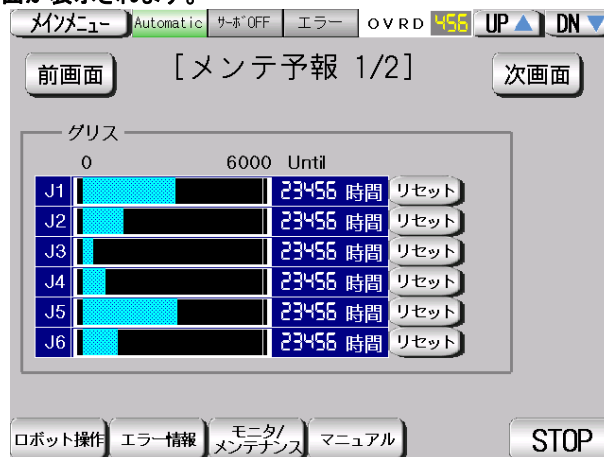 画面が表示されます。
メインメニュー Automatic サーボOFF エラー OVRD 456 UP▲ DN▼
前画面 [メンテ予報 1/2] 次画面
グリス
0 6000 Until
J1 23456 時間 リセット
J2 23456 時間 リセット
J3 23456 時間 リセット
J4 23456 時間 リセット
J5 23456 時間 リセット
J6 23456 時間 リセット
ロボット操作 エラー情報 モニタ/メンテナンス マニュアル STOP